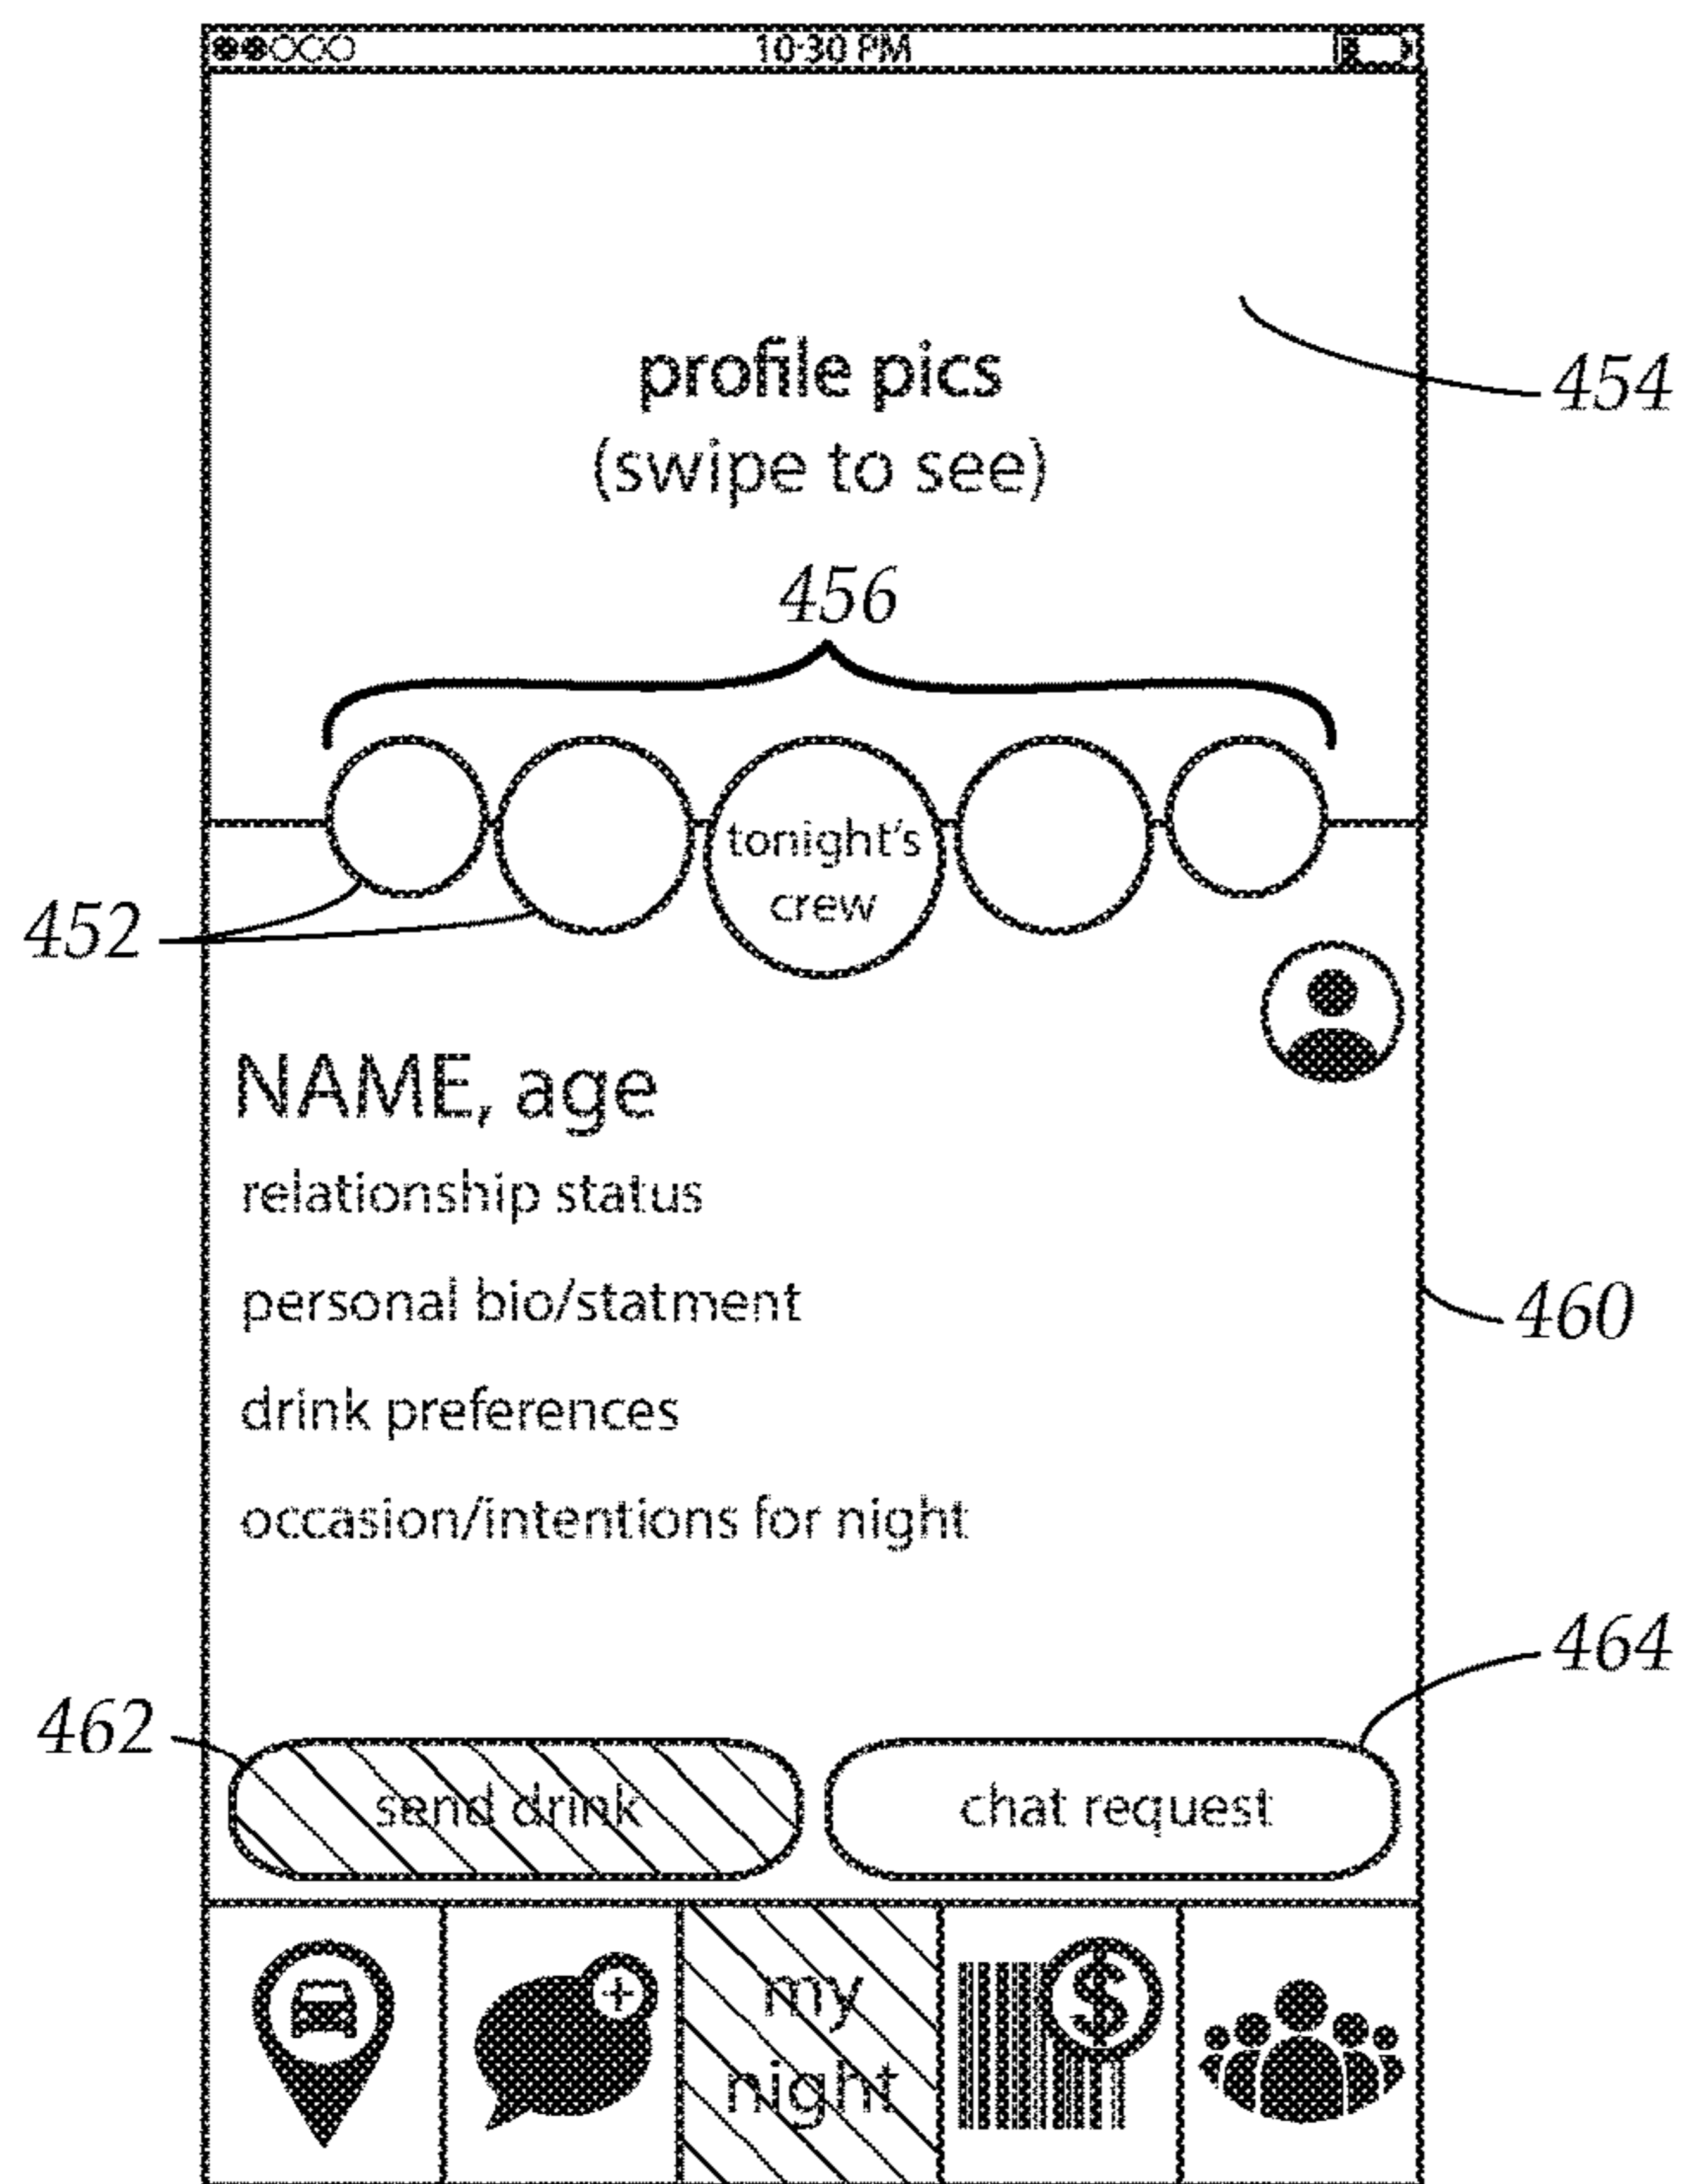 10:30 PM
profile pics
454
(swipe to see)
456
tonight's
crew
452
NAME, age
relationship status
personal bio/statment
460
drink preferences
occasion/intentions for night
464
462
send drink
chat request
+
my
night
$